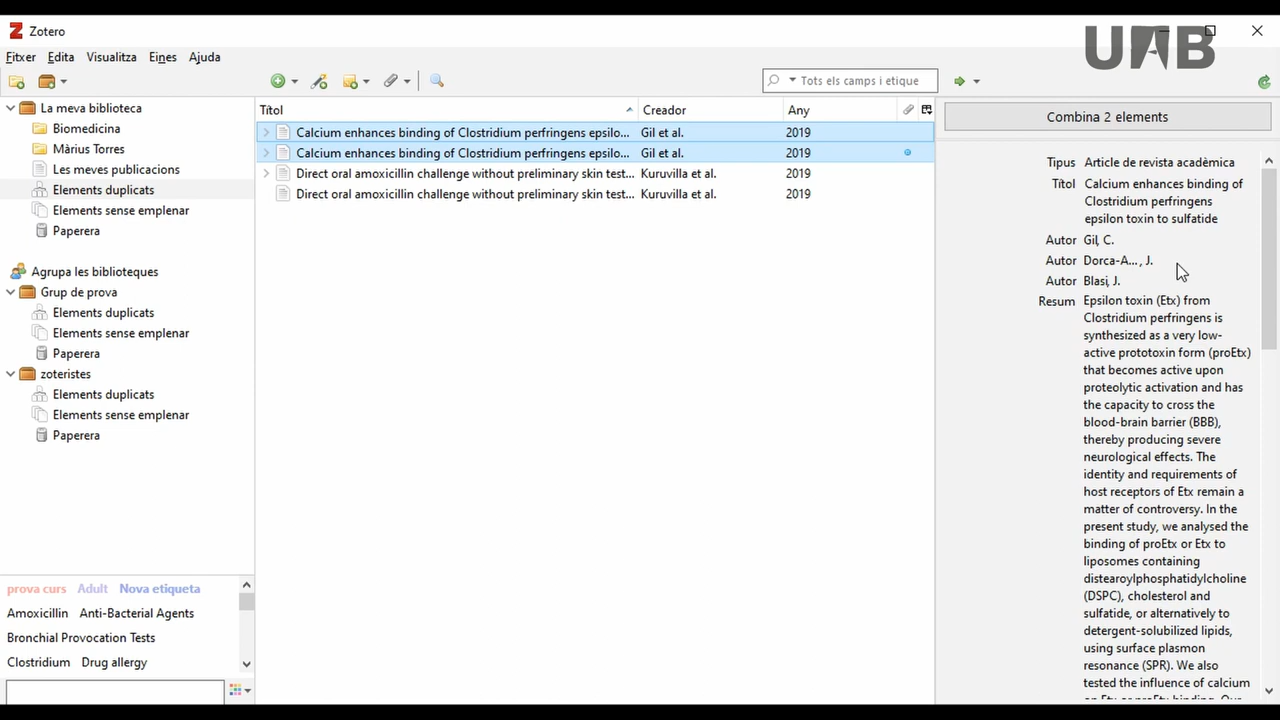 Zotero
UAB
Fitxer Edita Visualitza Eines Ajuda
Tots els camps i etique
La meva biblioteca
Biomedicina
Màrius Torres
Les meves publicacions
Elements duplicats
Elements sense emplenar
Paperera
Agrupa les biblioteques
Grup de prova
Elements duplicats
Elements sense emplenar
Paperera
zoteristes
Elements duplicats
Elements sense emplenar
Paperera
prova curs Adult Nova etiqueta
Amoxicillin Anti-Bacterial Agents
Bronchial Provocation Tests
Clostridium Drug allergy
Títol Creador Any
Calcium enhances binding of Clostridium perfringens epsilo... Gil et al. 2019
Calcium enhances binding of Clostridium perfringens epsilo... Gil et al. 2019
Direct oral amoxicillin challenge without preliminary skin test... Kuruvilla et al. 2019
Direct oral amoxicillin challenge without preliminary skin test... Kuruvilla et al. 2019
Combina 2 elements
Tipus Article de revista acadèmica
Títol Calcium enhances binding of
Clostridium perfringens
epsilon toxin to sulfatide
Autor Gil, C.
Autor Dorca-A... , J.
Autor Blasi, J.
Resum Epsilon toxin (Etx) from
Clostridium perfringens is
synthesized as a very low-
active prototoxin form (proEtx)
that becomes active upon
proteolytic activation and has
the capacity to cross the
blood-brain barrier (BBB),
thereby producing severe
neurological effects. The
identity and requirements of
host receptors of Etx remain a
matter of controversy. In the
present study, we analysed the
binding of proEtx or Etx to
liposomes containing
distearoylphosphatidylcholine
(DSPC), cholesterol and
sulfatide, or alternatively to
detergent-solubilized lipids,
using surface plasmon
resonance (SPR). We also
tested the influence of calcium
on Etx or proEtx binding. Our